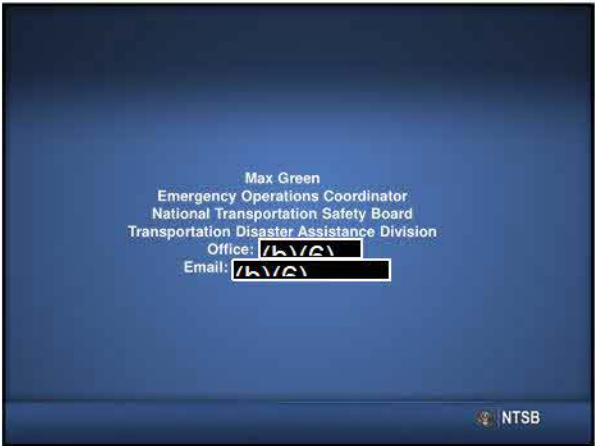 Max Green
Emergency Operations Coordinator
National Transportation Safety Board
Transportation Disaster Assistance Division
Office: (b)(6)
Email: (b)(6)
NTSB